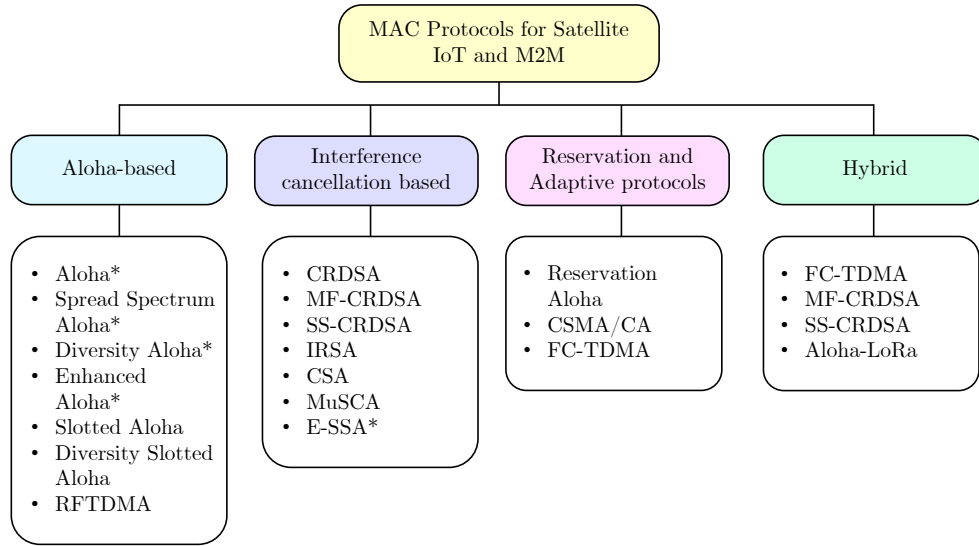 MAC Protocols for Satellite
IoT and M2M
Aloha-based
Interference
cancellation based
Reservation and
Adaptive protocols
Hybrid
• Aloha*
• Spread Spectrum
Aloha*
• Diversity Aloha*
• Enhanced
Aloha*
• Slotted Aloha
• Diversity Slotted
Aloha
• RFTDMA
• CRDSA
• MF-CRDSA
• SS-CRDSA
• IRSA
• CSA
• MuSCA
• E-SSA*
• Reservation
Aloha
• CSMA/CA
• FC-TDMA
• FC-TDMA
• MF-CRDSA
• SS-CRDSA
• Aloha-LoRa